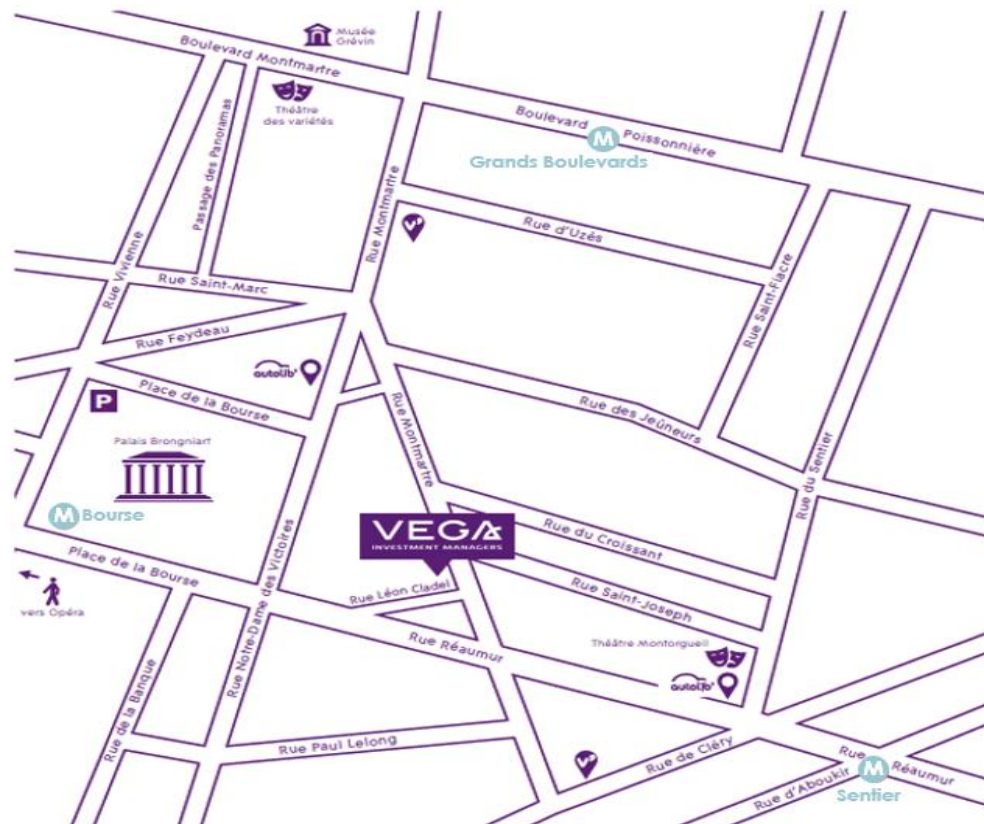 Musée
Grévin
Boulevard Montmartre
Théâtre
des variétés
Passage des Panoramas
Boulevard
M
Poissonnière
Grands Boulevards
Rue Montmartre
V'
Rue d'Uzès
Rue Vivienne
Rue Saint-Marc
Rue Saint-Fiacre
Rue Feydeau
autolib'
Place de la Bourse
P
Rue Montmartre
Rue des Jeûneurs
Palais Brongniart
Rue du Sentier
M Bourse
VEGA
INVESTMENT MANAGERS
Rue du Croissant
Place de la Bourse
Rue Notre-Dame des Victoires
Rue Léon Cladel
Rue Saint-Joseph
vers Opéra
Rue Réaumur
Théâtre Montorgueil
autolib'
Rue de la Banque
Rue Paul Lelong
V'
Rue de Cléry
Rue
M
Réaumur
Rue d'Aboukir
Sentier